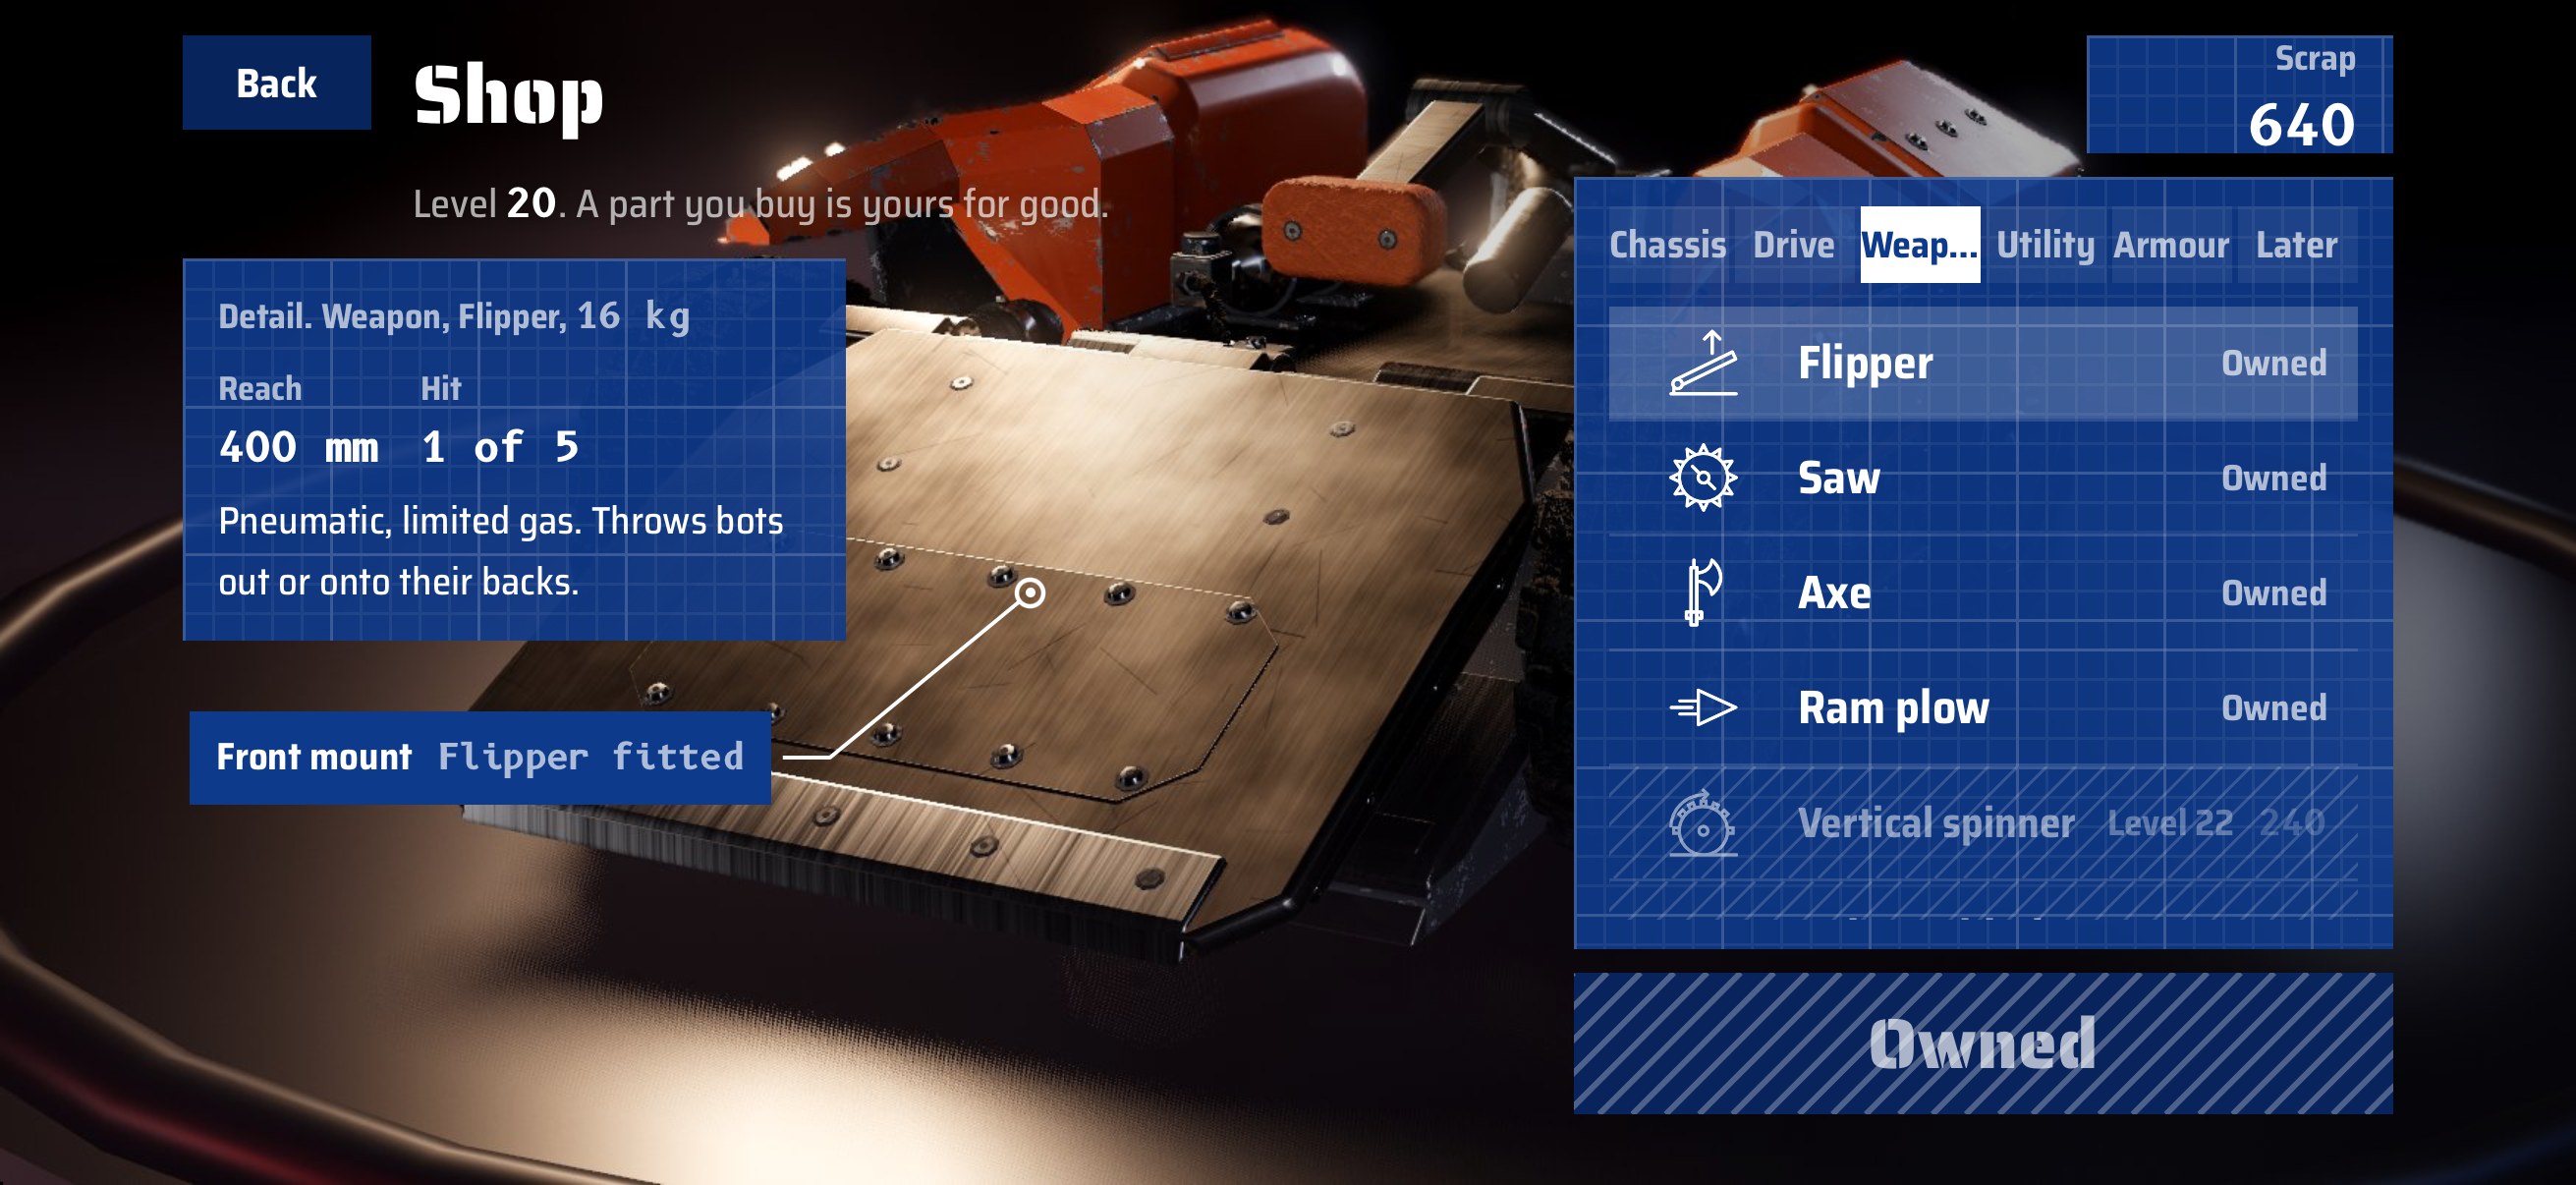 Back
Shop
Scrap
640
Level 20. A part you buy is yours for good.
Detail. Weapon, Flipper, 16 kg
Reach Hit
400 mm 1 of 5
Pneumatic, limited gas. Throws bots
out or onto their backs.
Front mount Flipper fitted
Chassis Drive Weap... Utility Armour Later
Flipper Owned
Saw Owned
Axe Owned
Ram plow Owned
Vertical spinner Level 22 240
Owned